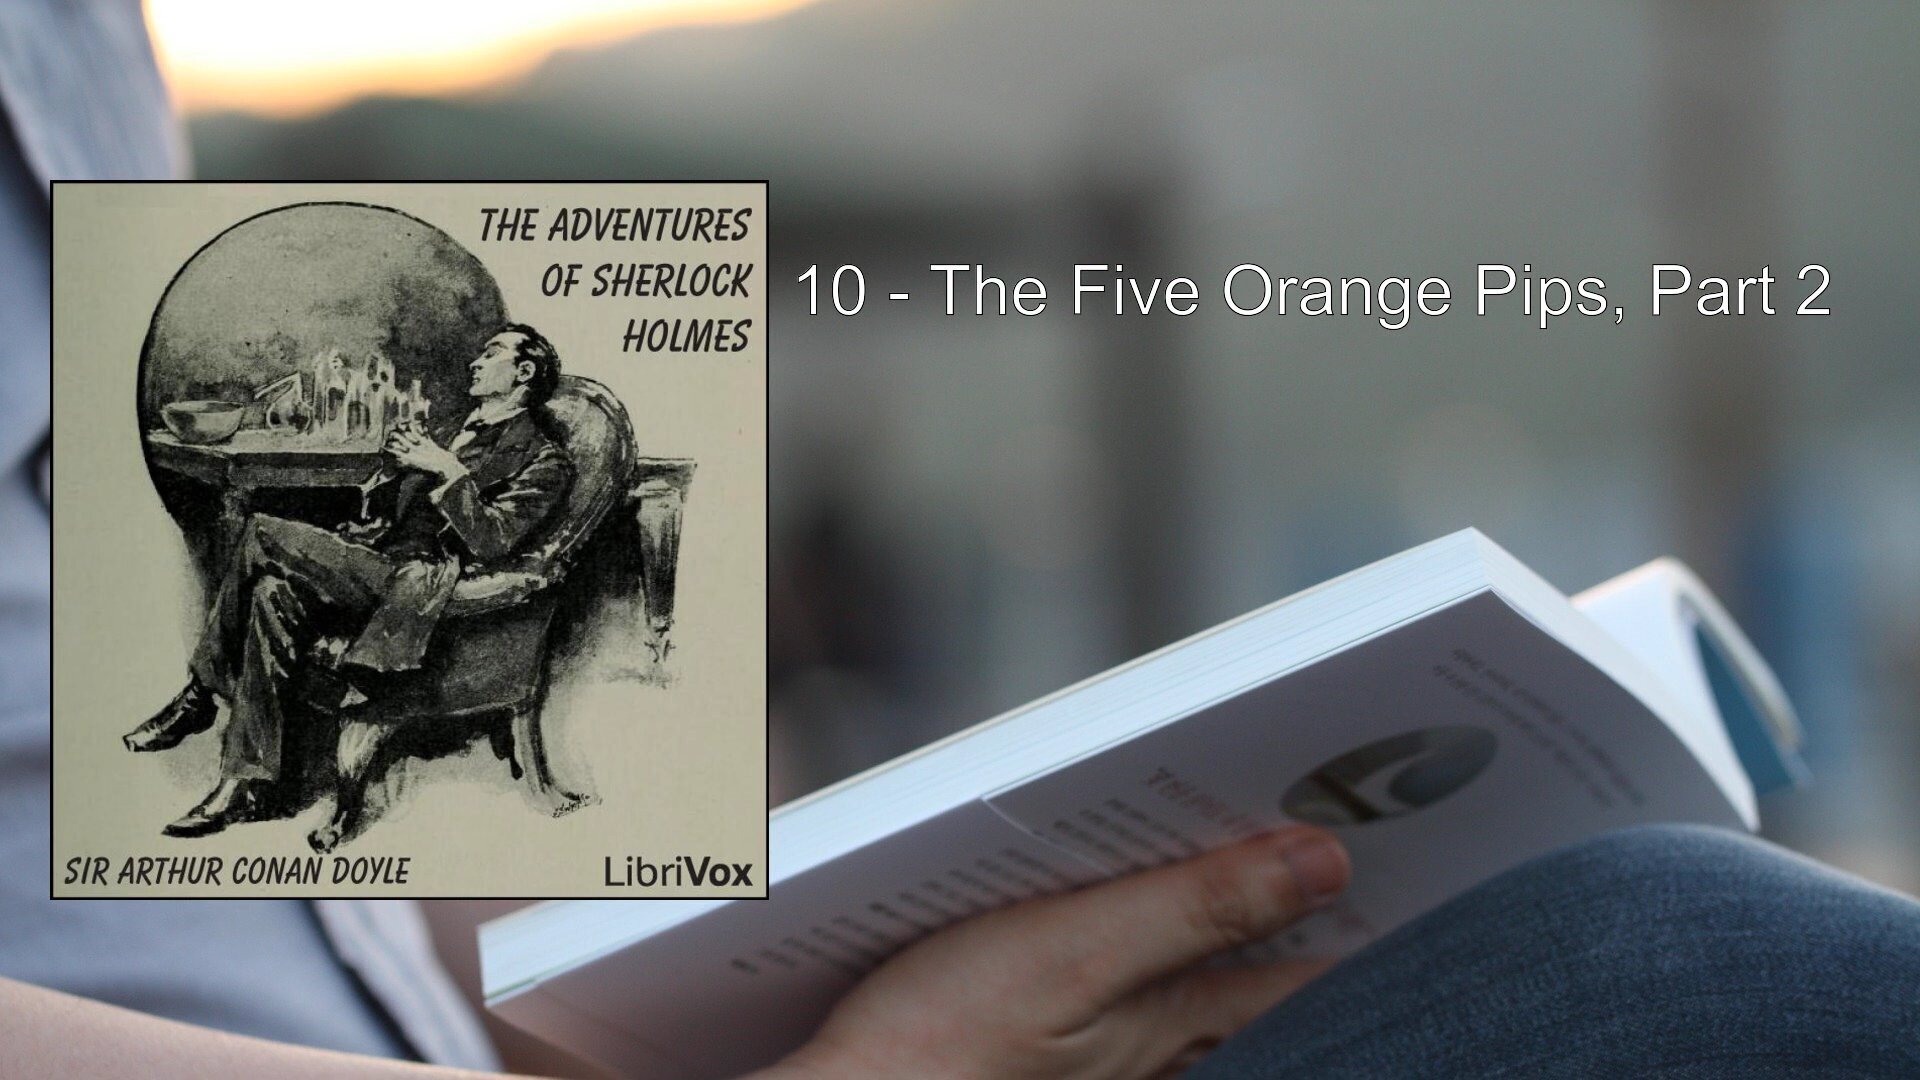 THE ADVENTURES
OF SHERLOCK
HOLMES
10 - The Five Orange Pips, Part 2
SIR ARTHUR CONAN DOYLE
LibriVox